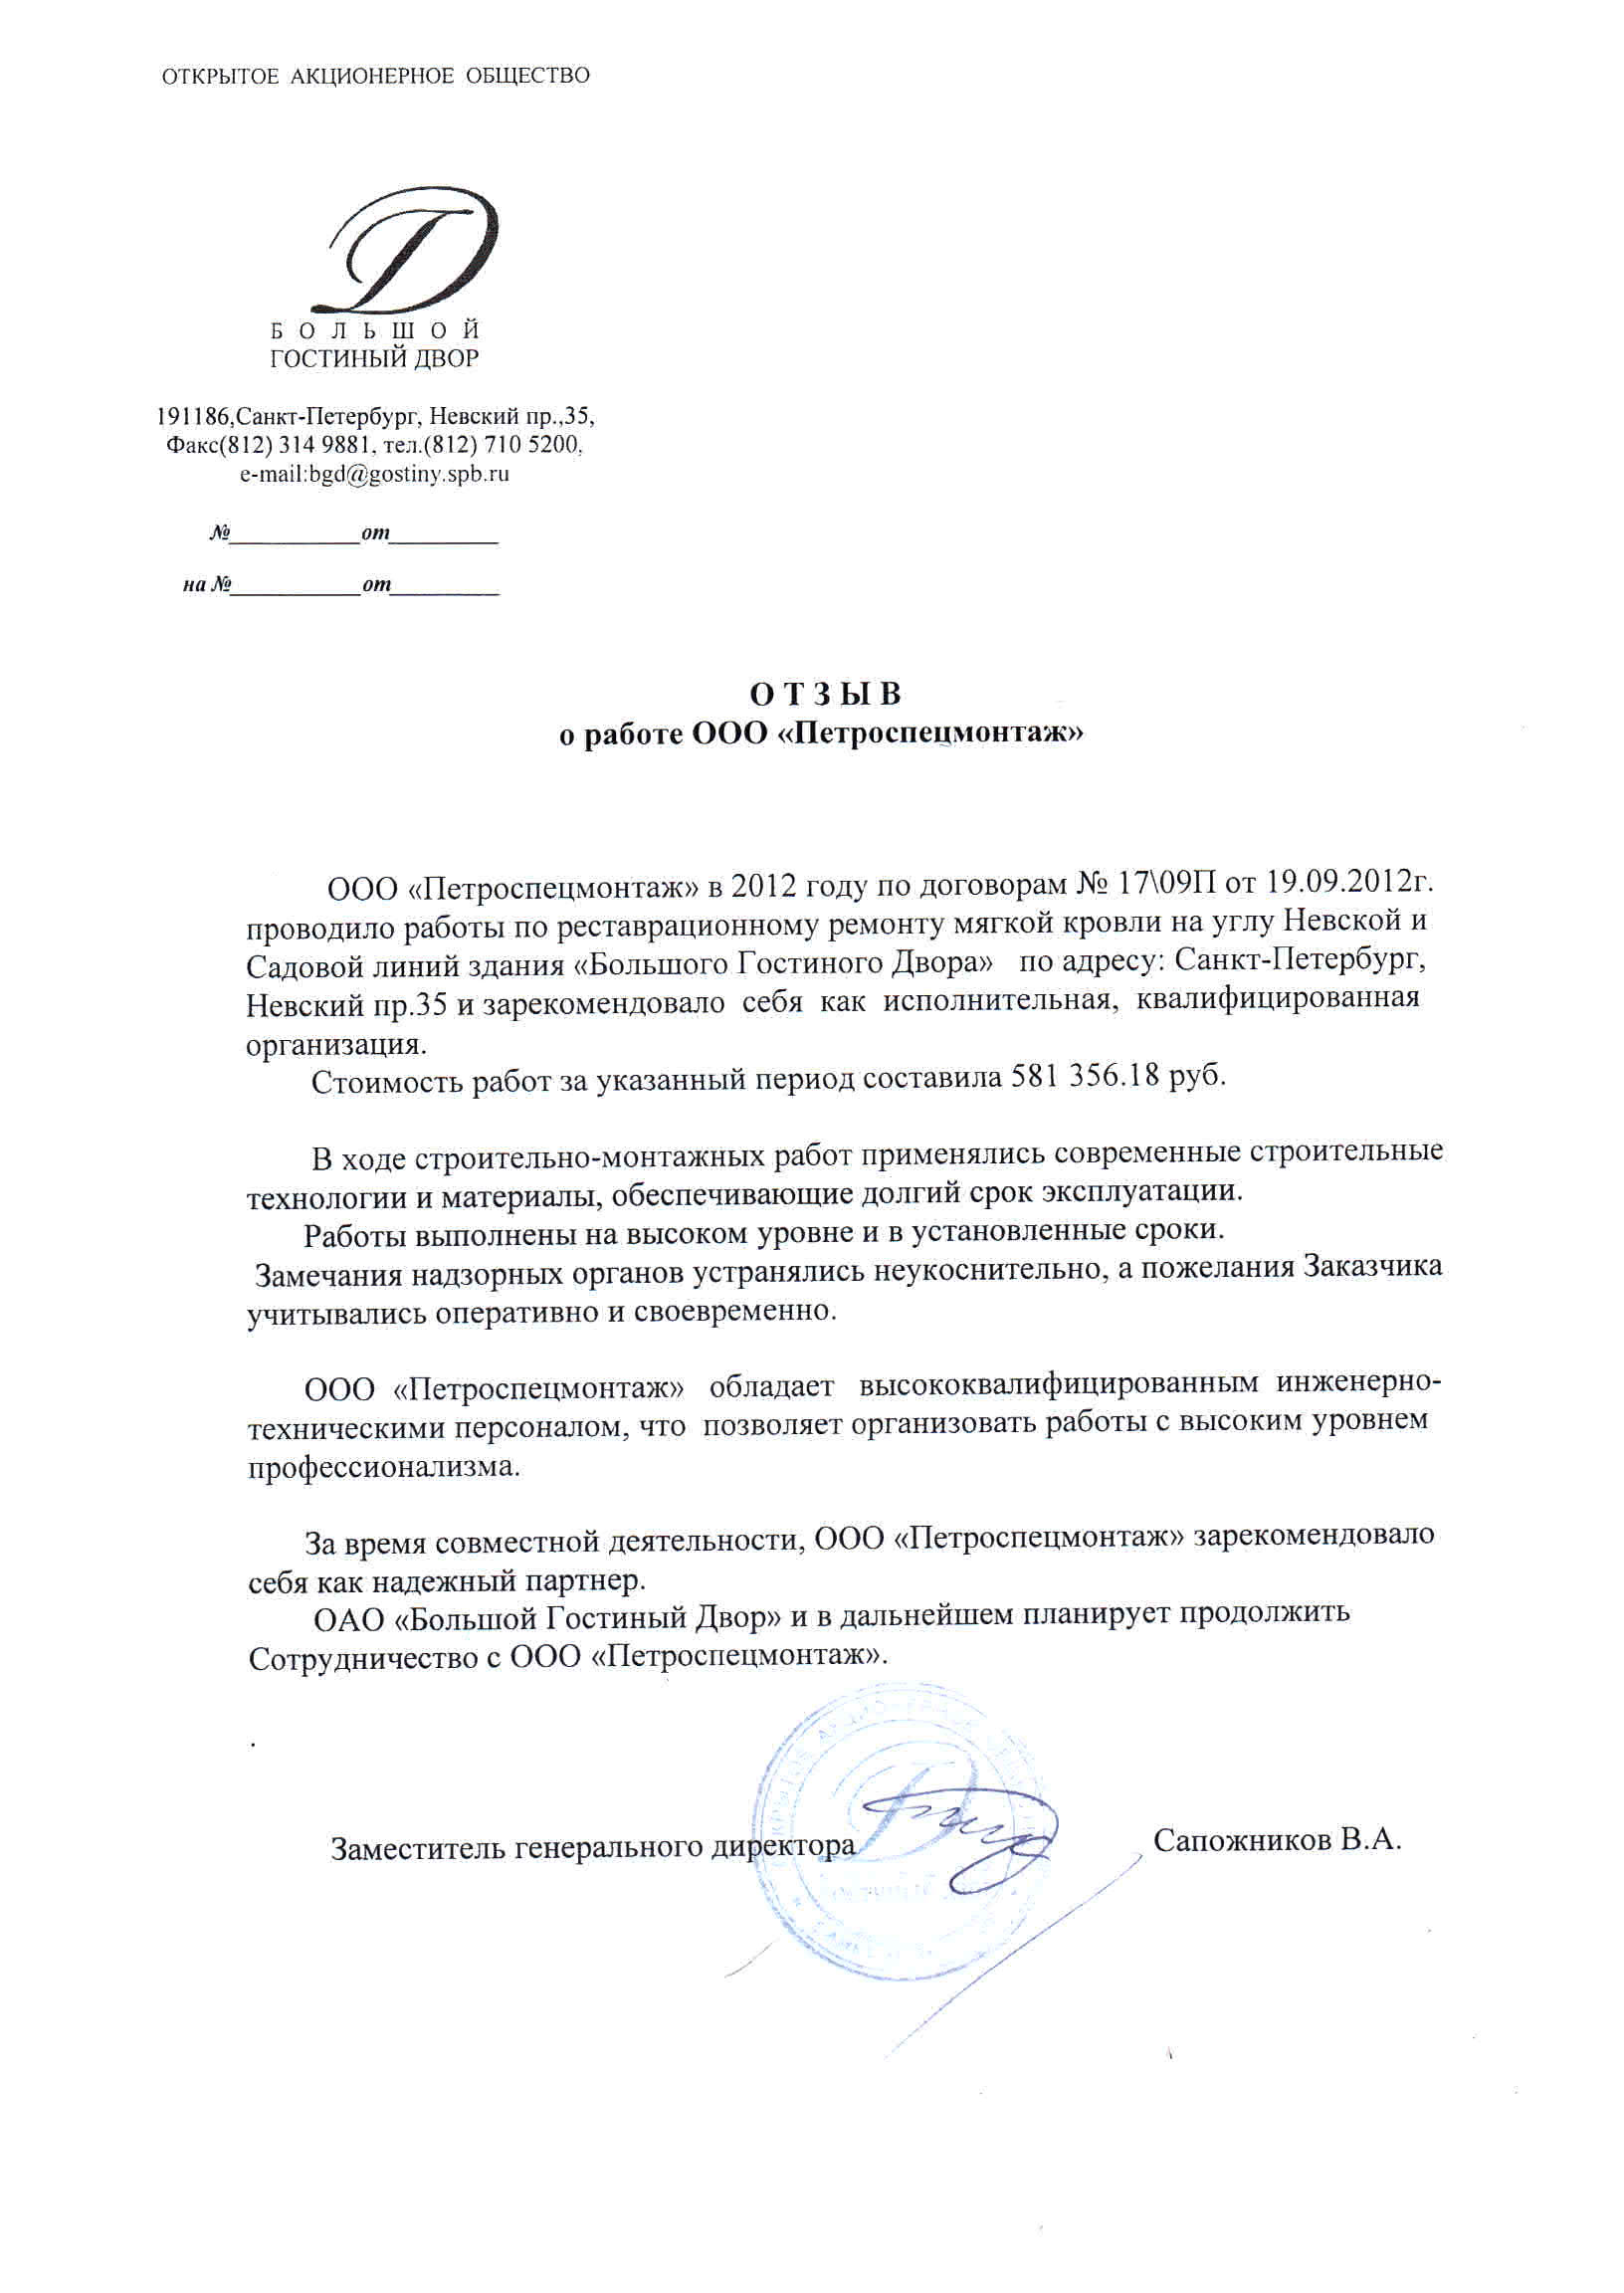 ОТКРЫТОЕ АКЦИОНЕРНОЕ ОБЩЕСТВО
Д
БОЛЬШОЙ
ГОСТИНЫЙ ДВОР
191186,Санкт-Петербург, Невский пр.,35,
Факс(812) 314 9881, тел.(812) 710 5200,
e-mail:bgd@gostiny.spb.ru
№____________от__________
на №____________от__________
О Т З Ы В
о работе ООО «Петроспецмонтаж»
ООО «Петроспецмонтаж» в 2012 году по договорам № 17\09П от 19.09.2012г.
проводило работы по реставрационному ремонту мягкой кровли на углу Невской и
Садовой линий здания «Большого Гостиного Двора» по адресу: Санкт-Петербург,
Невский пр.35 и зарекомендовало себя как исполнительная, квалифицированная
организация.
Стоимость работ за указанный период составила 581 356.18 руб.
В ходе строительно-монтажных работ применялись современные строительные
технологии и материалы, обеспечивающие долгий срок эксплуатации.
Работы выполнены на высоком уровне и в установленные сроки.
Замечания надзорных органов устранялись неукоснительно, а пожелания Заказчика
учитывались оперативно и своевременно.
ООО «Петроспецмонтаж» обладает высококвалифицированным инженерно-
техническими персоналом, что позволяет организовать работы с высоким уровнем
профессионализма.
За время совместной деятельности, ООО «Петроспецмонтаж» зарекомендовало
себя как надежный партнер.
ОАО «Большой Гостиный Двор» и в дальнейшем планирует продолжить
Сотрудничество с ООО «Петроспецмонтаж».
.
Заместитель генерального директора Сапожников В.А.